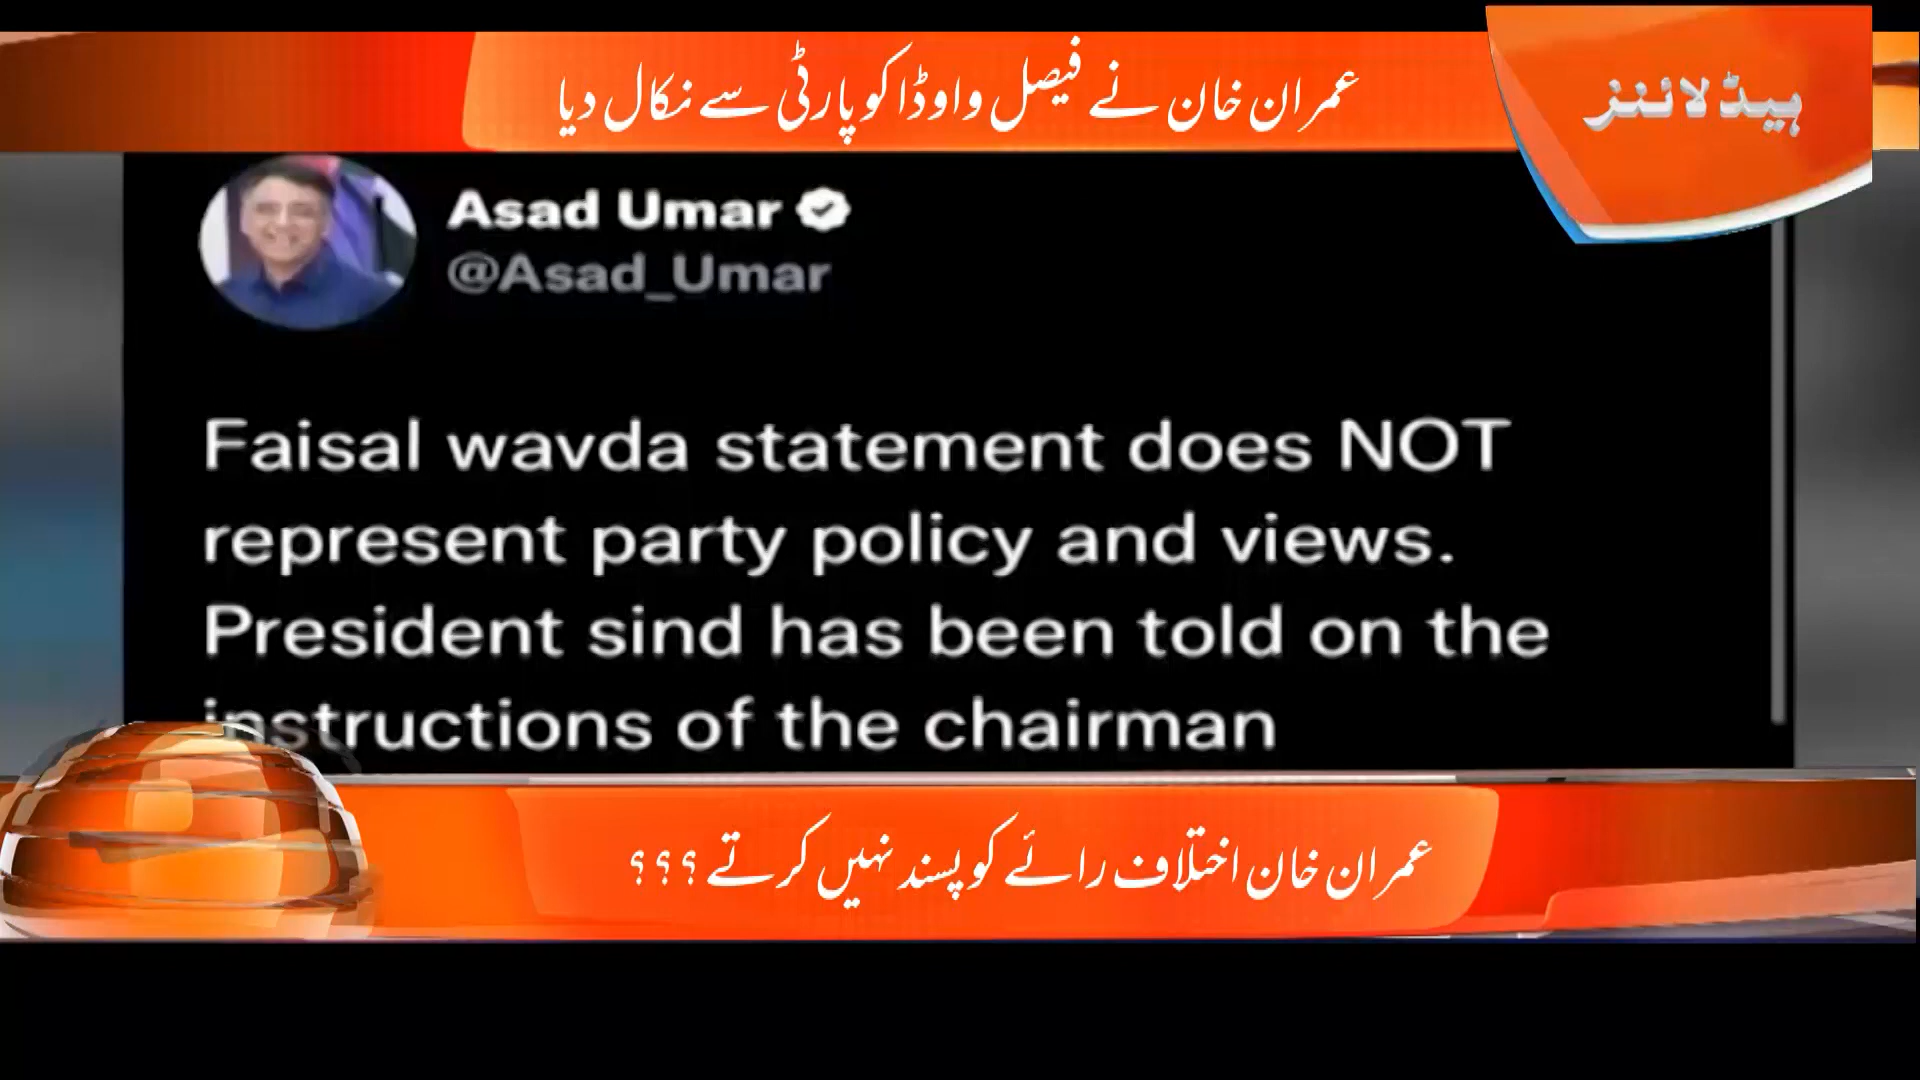 ہیڈلائنز
عمران خان نے فیصل واوڈا کو پارٹی سے نکال دیا
Asad Umar
@Asad_Umar
Faisal wavda statement does NOT
represent party policy and views.
President sind has been told on the
instructions of the chairman
عمران خان اختلاف رائے کو پسند نہیں کرتے ؟؟؟